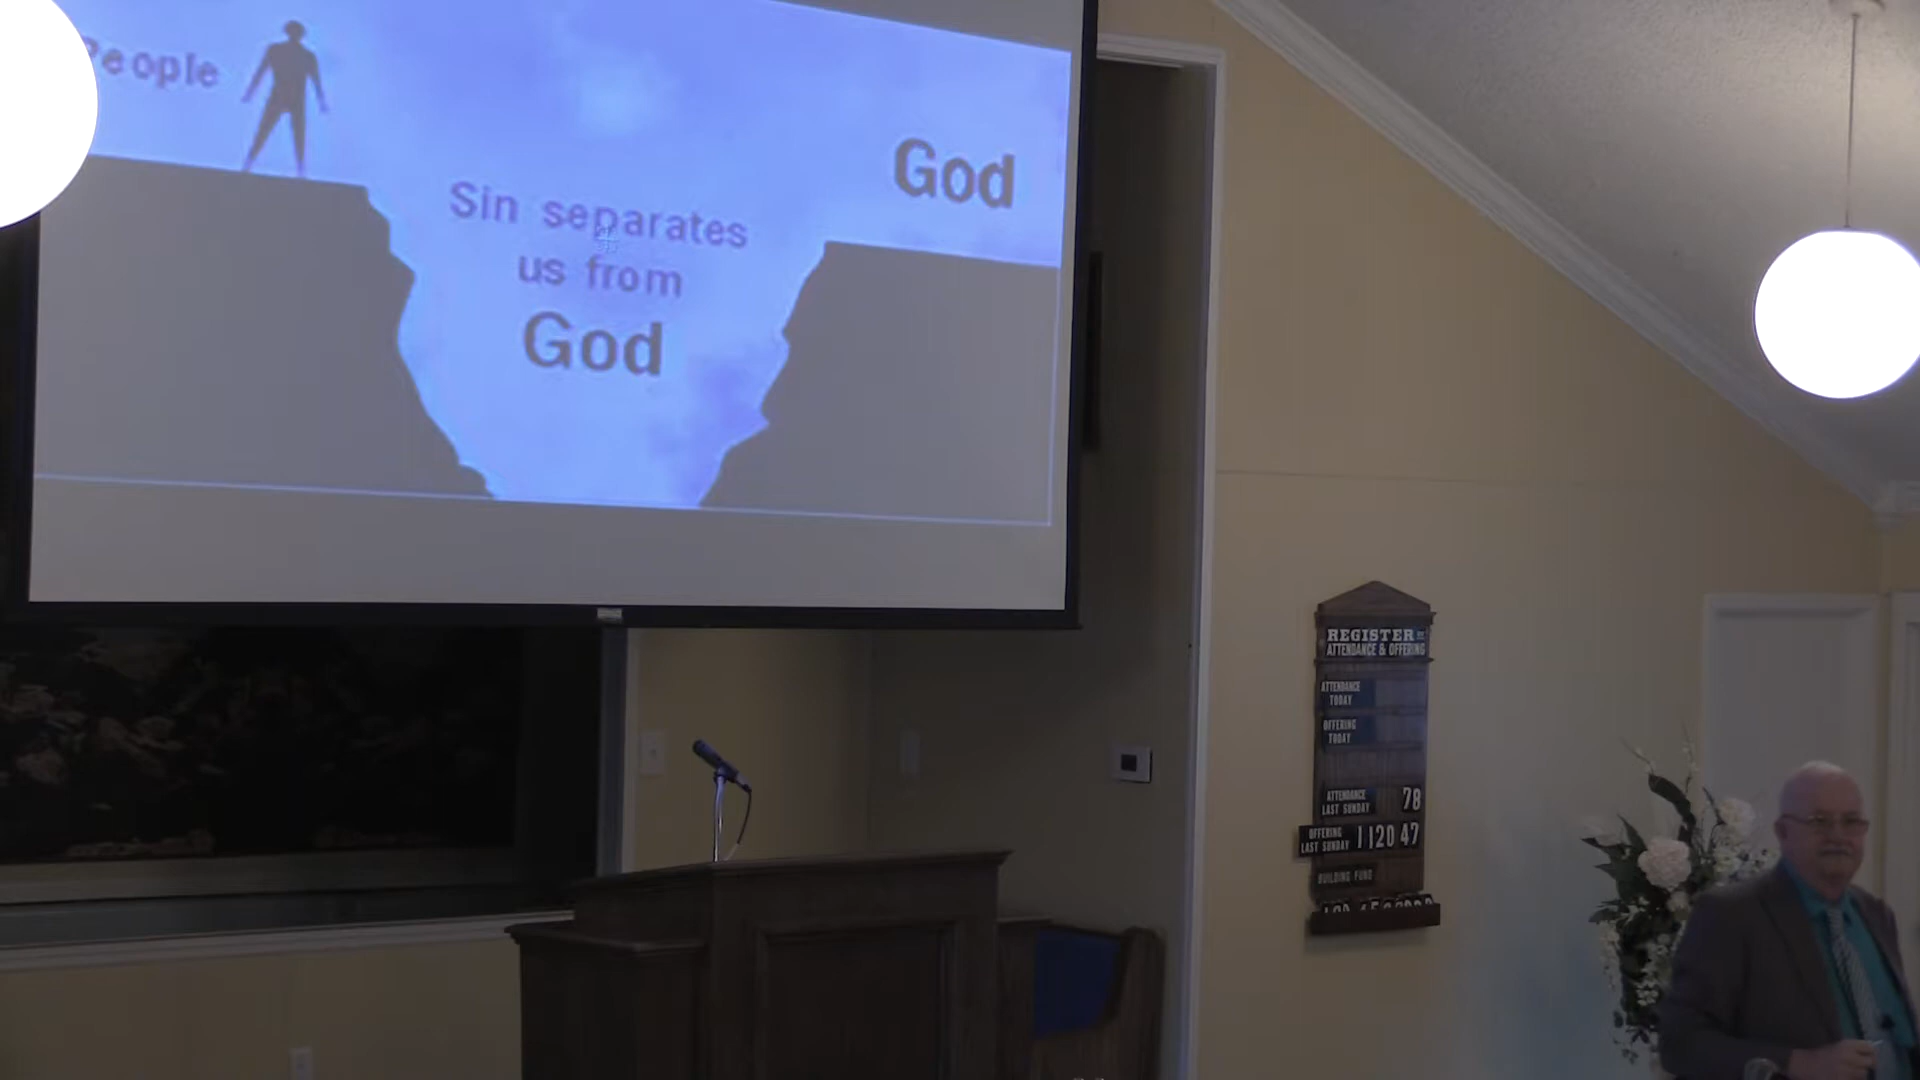 People
God
Sin separates
us from
God
REGISTER OF
ATTENDANCE & OFFERING
ATTENDANCE
TODAY
OFFERING
TODAY
ATTENDANCE
LAST SUNDAY 78
OFFERING
LAST SUNDAY 1120 47
BUILDING FUND